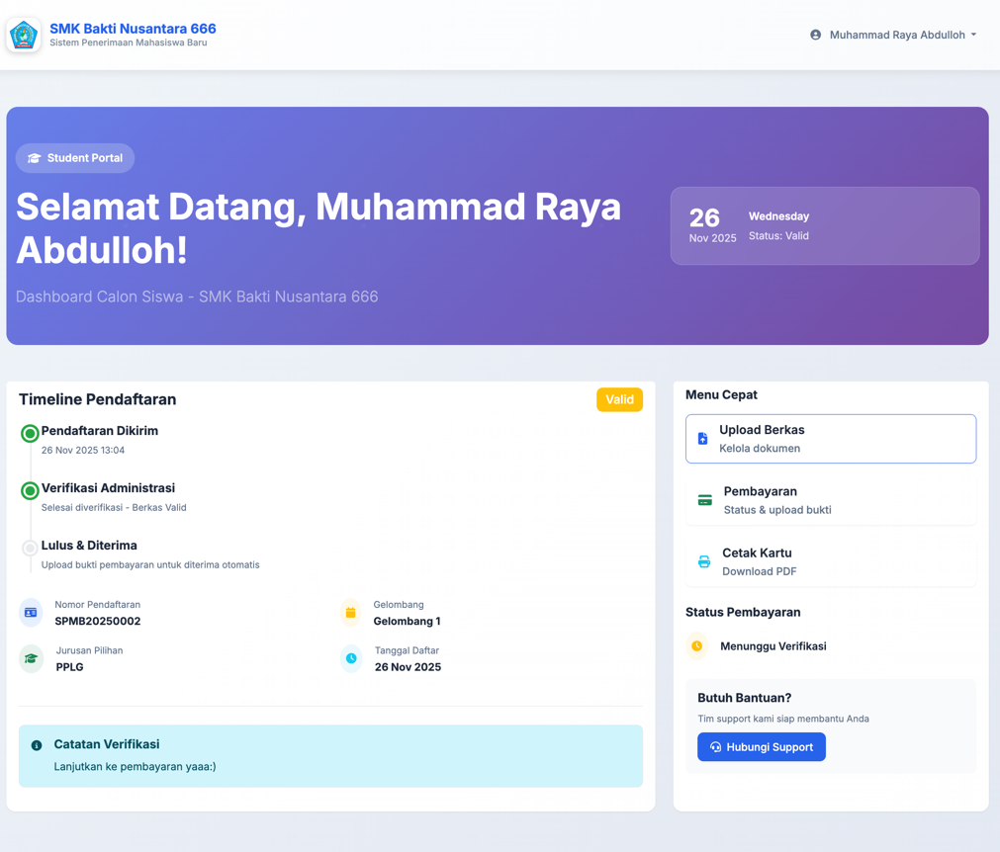 SMK Bakti Nusantara 666
Sistem Penerimaan Mahasiswa Baru
Muhammad Raya Abdulloh
Student Portal
Selamat Datang, Muhammad Raya
Abdulloh!
Dashboard Calon Siswa - SMK Bakti Nusantara 666
26
Nov 2025
Wednesday
Status: Valid
Timeline Pendaftaran
Valid
Pendaftaran Dikirim
26 Nov 2025 13:04
Verifikasi Administrasi
Selesai diverifikasi - Berkas Valid
Lulus & Diterima
Upload bukti pembayaran untuk diterima otomatis
Nomor Pendaftaran
SPMB20250002
Gelombang
Gelombang 1
Jurusan Pilihan
PPLG
Tanggal Daftar
26 Nov 2025
Catatan Verifikasi
Lanjutkan ke pembayaran yaaa:)
Menu Cepat
Upload Berkas
Kelola dokumen
Pembayaran
Status & upload bukti
Cetak Kartu
Download PDF
Status Pembayaran
Menunggu Verifikasi
Butuh Bantuan?
Tim support kami siap membantu Anda
Hubungi Support